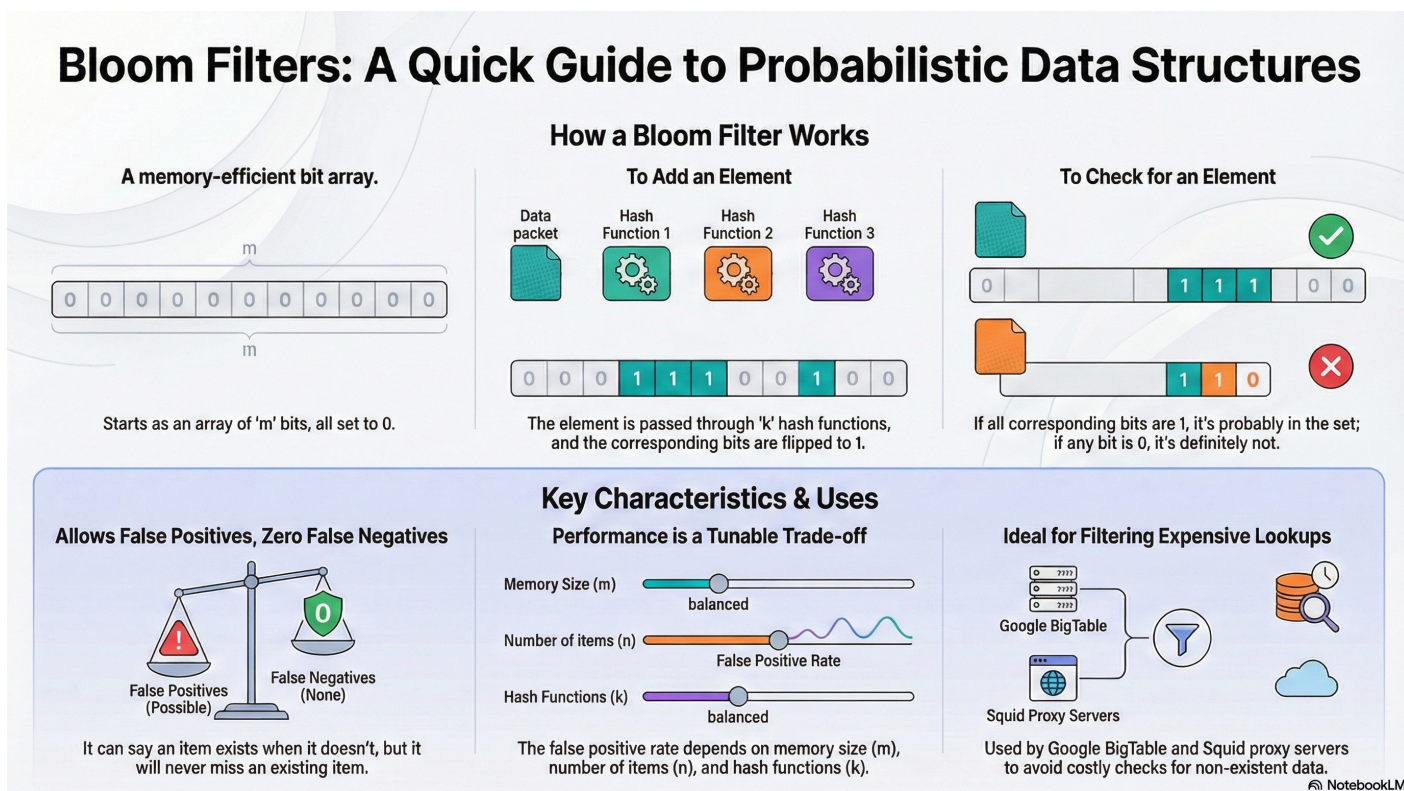 Bloom Filters: A Quick Guide to Probabilistic Data Structures
How a Bloom Filter Works
A memory-efficient bit array.
m
0 0 0 0 0 0 0 0 0 0 0
m
Starts as an array of 'm' bits, all set to 0.
To Add an Element
Data
packet
Hash
Function 1
Hash
Function 2
Hash
Function 3
0 0 0 1 1 1 0 0 1 0 0
The element is passed through 'k' hash functions,
and the corresponding bits are flipped to 1.
To Check for an Element
0 1 1 1 0 0
1 1 0
If all corresponding bits are 1, it's probably in the set;
if any bit is 0, it's definitely not.
Key Characteristics & Uses
Allows False Positives, Zero False Negatives
!
0
False Positives
(Possible)
False Negatives
(None)
It can say an item exists when it doesn't, but it
will never miss an existing item.
Performance is a Tunable Trade-off
Memory Size (m)
balanced
Number of items (n)
False Positive Rate
Hash Functions (k)
balanced
The false positive rate depends on memory size (m),
number of items (n), and hash functions (k).
Ideal for Filtering Expensive Lookups
????
????
????
Google BigTable
Squid Proxy Servers
Used by Google BigTable and Squid proxy servers
to avoid costly checks for non-existent data.
NotebookLM